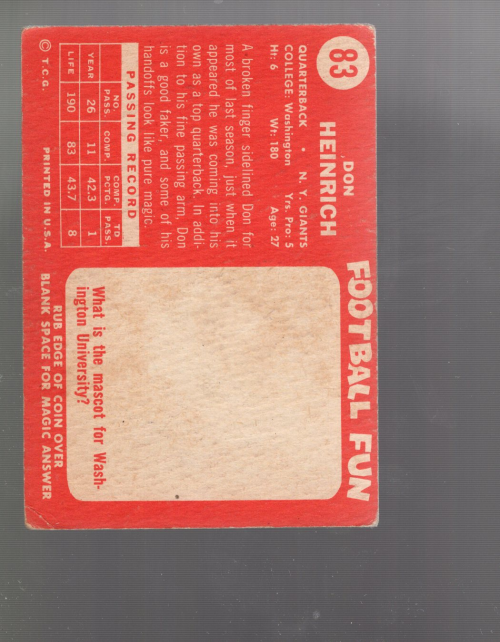 83
DON
HEINRICH
QUARTERBACK • N. Y. GIANTS
COLLEGE: Washington Yrs. Pro: 5
Ht: 6 Wt: 180 Age: 27
A broken finger sidelined Don for
most of last season, just when it
appeared he was coming into his
own as a top quarterback. In addi-
tion to his fine passing arm, Don
is a good faker, and some of his
handoffs look like pure magic.
PASSING RECORD
NO. PASS. COMP. COMP. PCTG. TD PASS.
YEAR 26 11 42.3 1
LIFE 190 83 43.7 8
© T.C.G. PRINTED IN U.S.A.
FOOTBALL FUN
What is the mascot for Wash-
ington University?
RUB EDGE OF COIN OVER
BLANK SPACE FOR MAGIC ANSWER